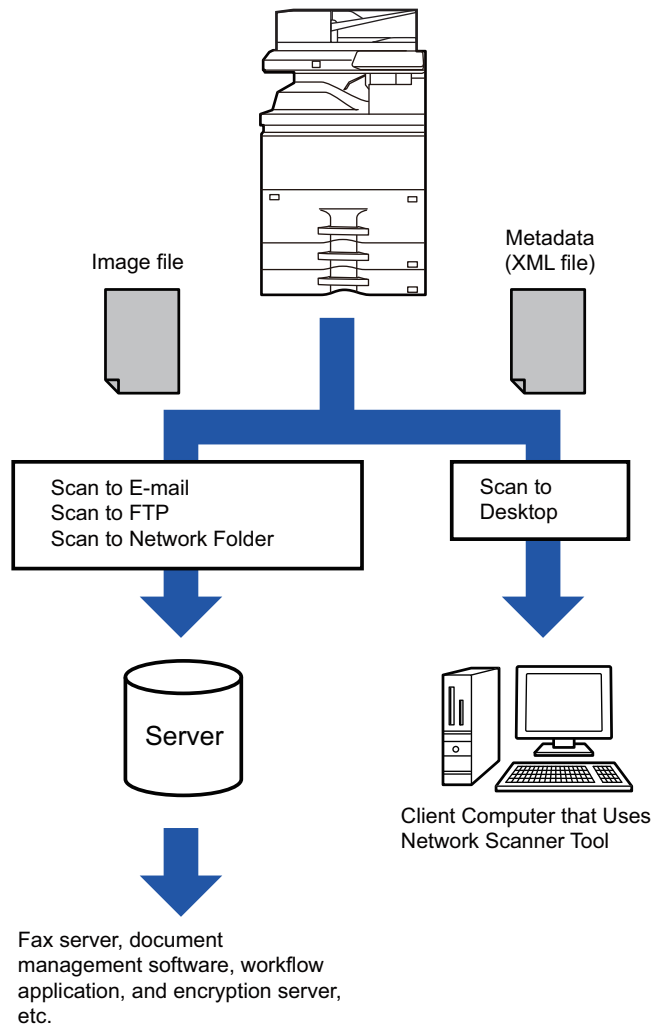 Image file
Metadata
(XML file)
Scan to E-mail
Scan to FTP
Scan to Network Folder
Scan to
Desktop
Server
Client Computer that Uses
Network Scanner Tool
Fax server, document
management software, workflow
application, and encryption server,
etc.